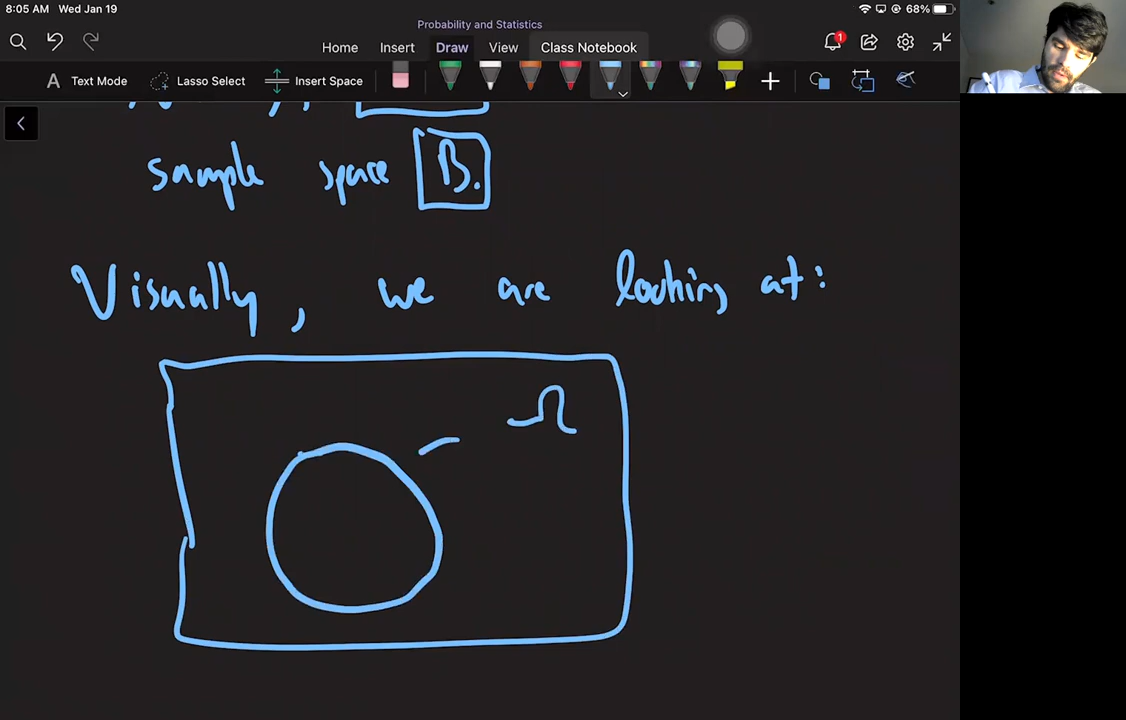 8:05 AM Wed Jan 19
68%
Probability and Statistics
Home Insert Draw View Class Notebook
1
A Text Mode Lasso Select Insert Space
sample space B.
Visually, we are looking at:
Ω